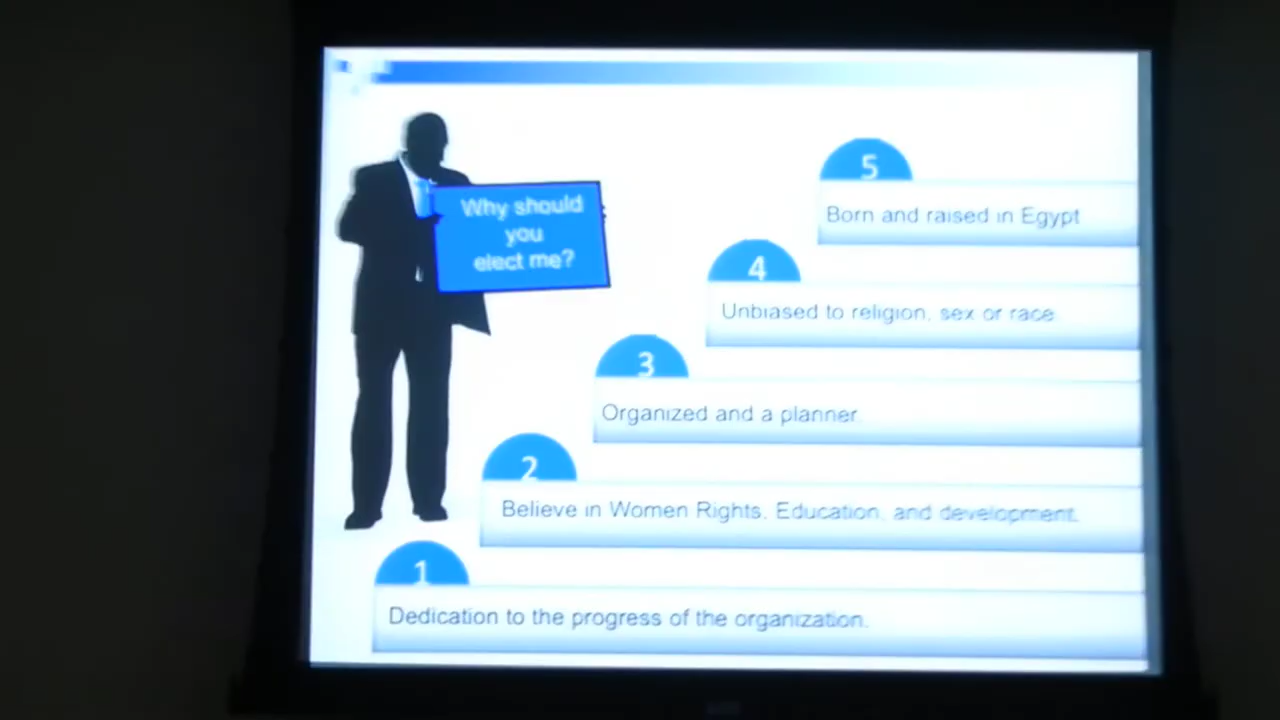 Why should
you
elect me?
5
Born and raised in Egypt
4
Unbiased to religion, sex or race
3
Organized and a planner.
2
Believe in Women Rights, Education, and development.
1
Dedication to the progress of the organization.